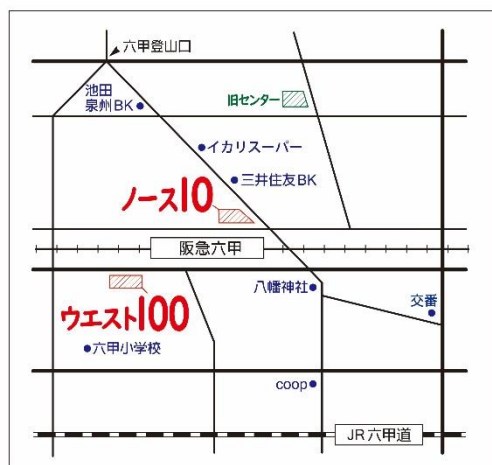 六甲登山口
池田
泉州BK
旧センター
イカリスーパー
三井住友BK
ノース10
阪急六甲
八幡神社
交番
ウエスト100
六甲小学校
coop
JR六甲道